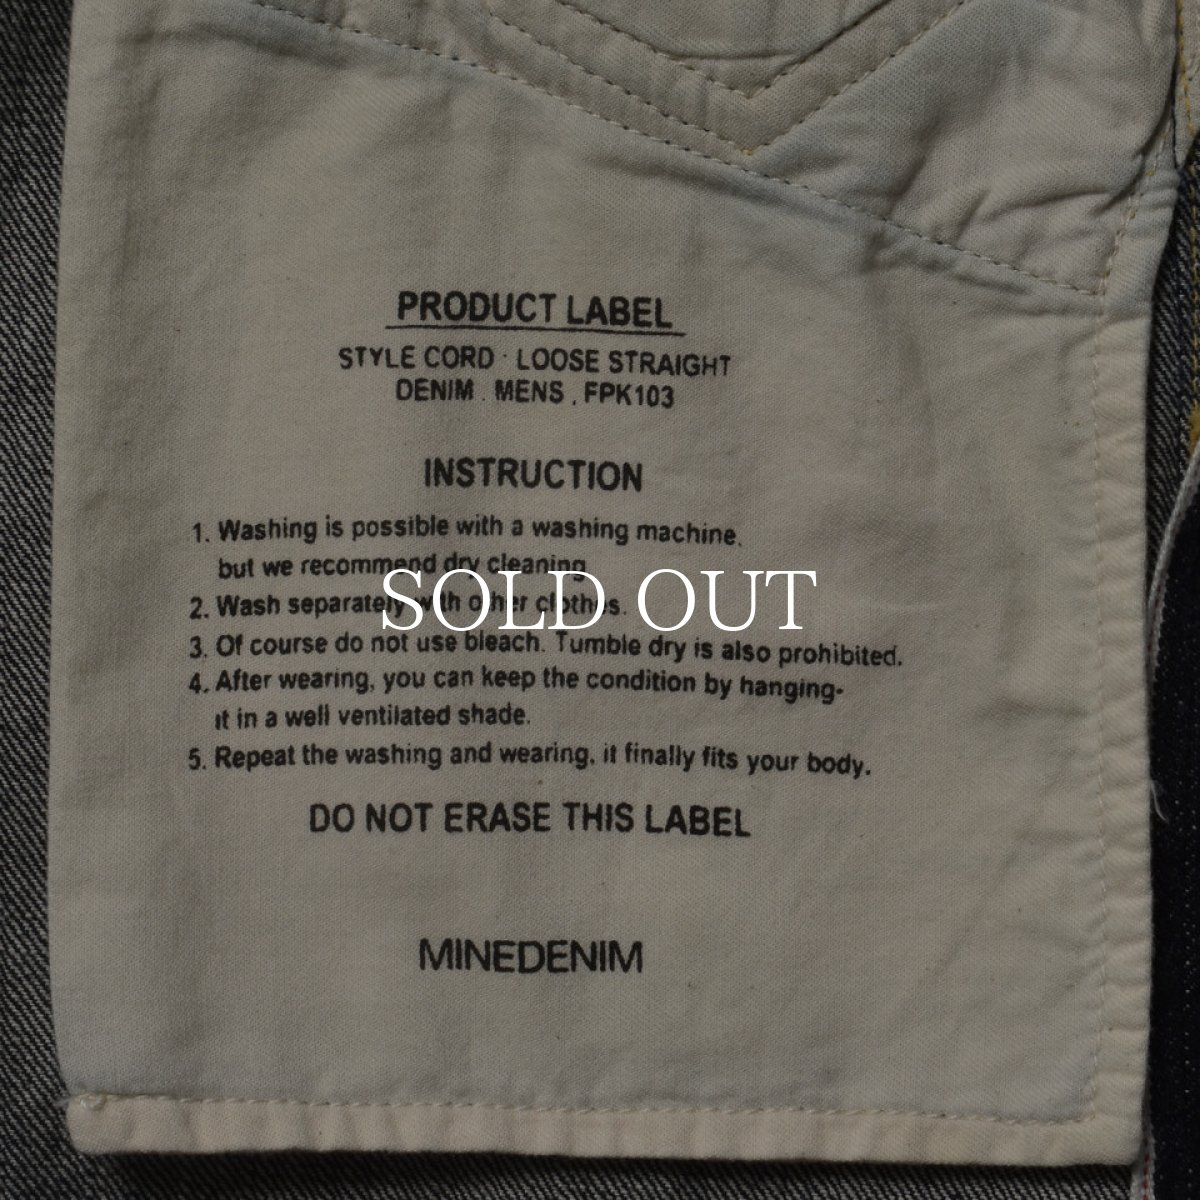 PRODUCT LABEL
STYLE CORD · LOOSE STRAIGHT
DENIM . MENS . FPK103
INSTRUCTION
1. Washing is possible with a washing machine.
but we recommend dry cleaning
2. Wash separately with other clothes.
SOLD OUT
3. Of course do not use bleach. Tumble dry is also prohibited.
4. After wearing, you can keep the condition by hanging-
it in a well ventilated shade.
5. Repeat the washing and wearing, it finally fits your body.
DO NOT ERASE THIS LABEL
MINEDENIM